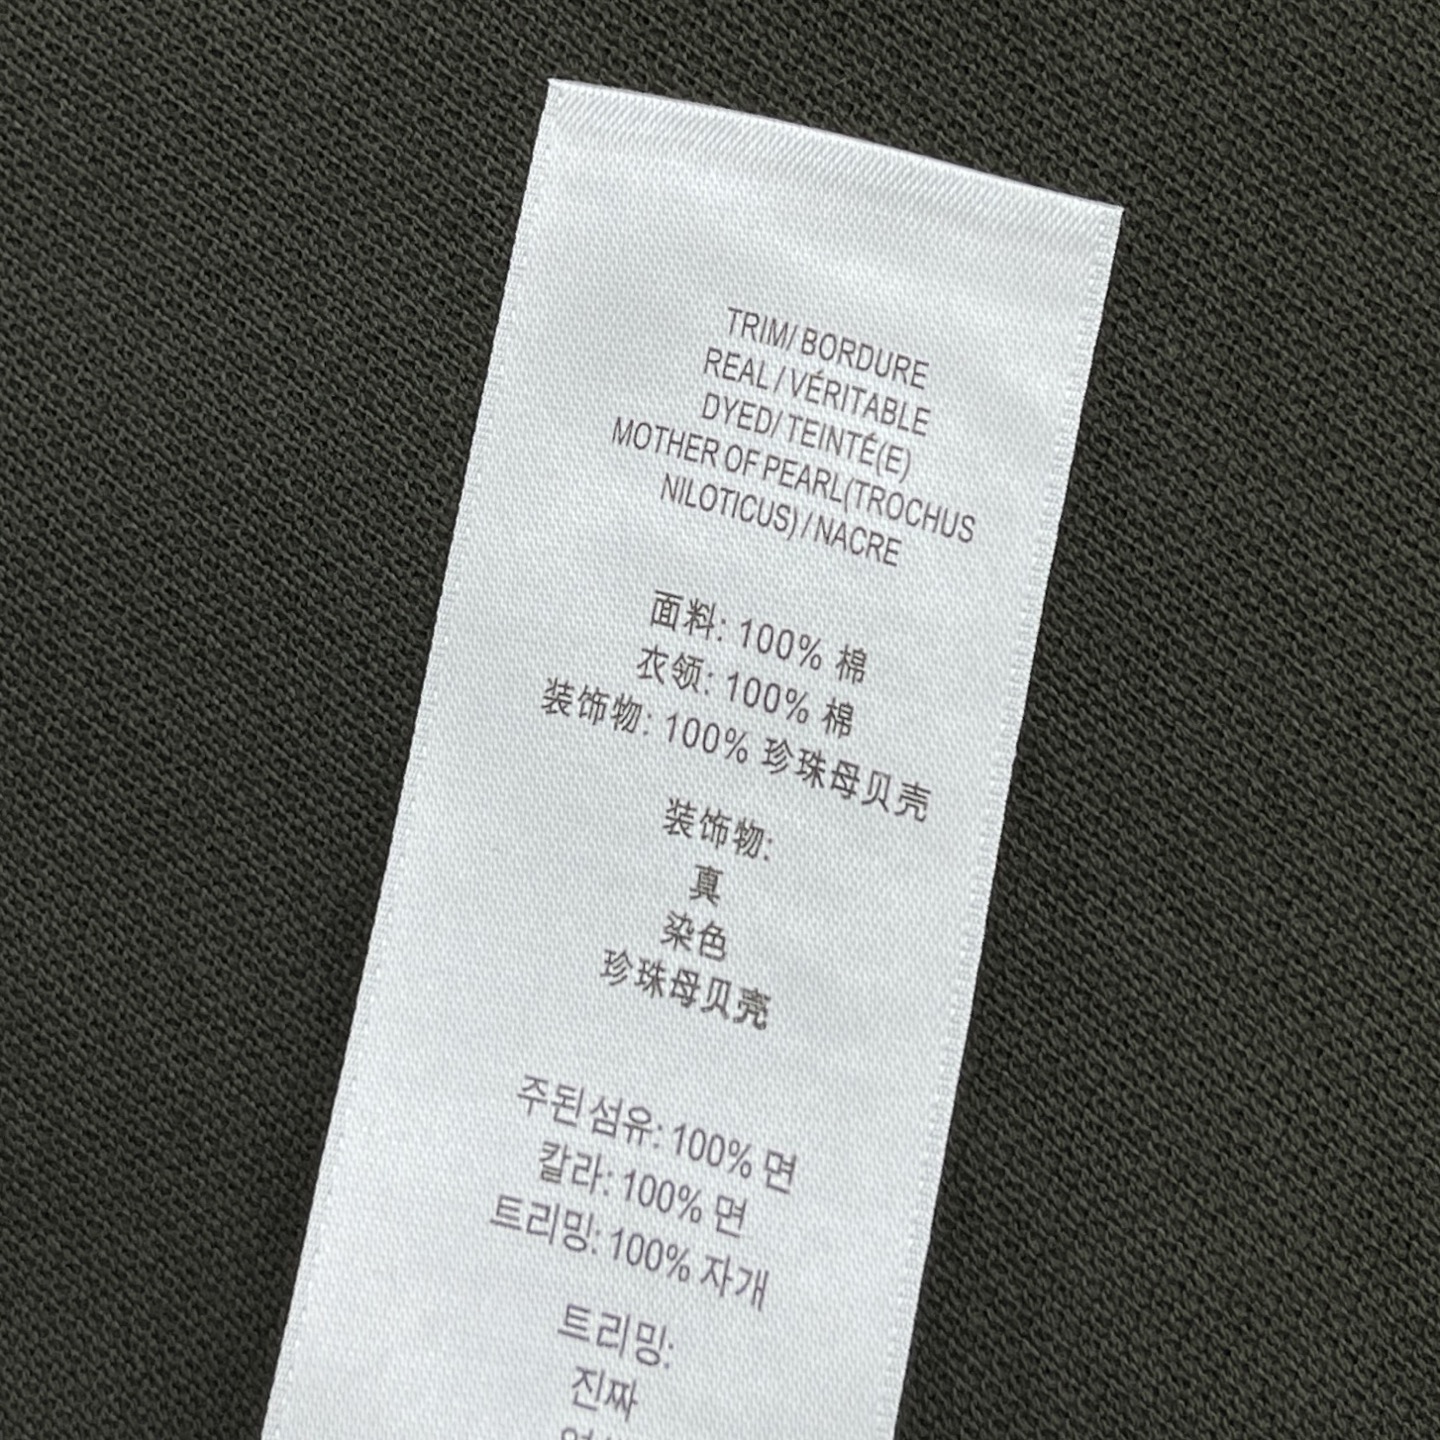 TRIM/ BORDURE
REAL / VÉRITABLE
DYED/ TEINTÉ(E)
MOTHER OF PEARL(TROCHUS
NILOTICUS) / NACRE
面料: 100% 棉
衣领: 100% 棉
装饰物: 100% 珍珠母贝壳
装饰物:
真
染色
珍珠母贝壳
주된 섬유: 100% 면
칼라: 100% 면
트리밍: 100% 자개
트리밍:
진짜